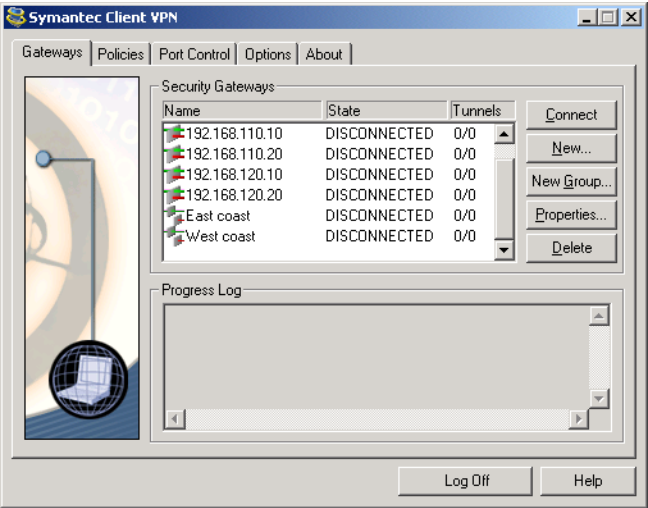 Symantec Client VPN
Gateways Policies Port Control Options About
Security Gateways
Name State Tunnels
192.168.110.10 DISCONNECTED 0/0
192.168.110.20 DISCONNECTED 0/0
192.168.120.10 DISCONNECTED 0/0
192.168.120.20 DISCONNECTED 0/0
East coast DISCONNECTED 0/0
West coast DISCONNECTED 0/0
Connect
New...
New Group...
Properties...
Delete
Progress Log
Log Off Help